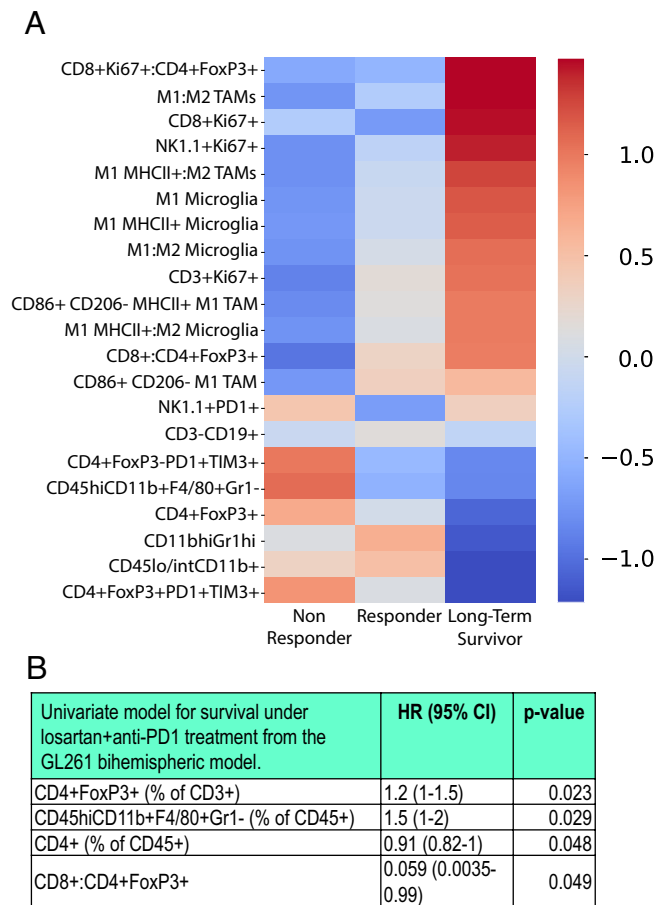 A
CD8+Ki67+:CD4+FoxP3+
M1:M2 TAMs
CD8+Ki67+
NK1.1+Ki67+
M1 MHCII+:M2 TAMs
M1 Microglia
M1 MHCII+ Microglia
M1:M2 Microglia
CD3+Ki67+
CD86+ CD206- MHCII+ M1 TAM
M1 MHCII+:M2 Microglia
CD8+:CD4+FoxP3+
CD86+ CD206- M1 TAM
NK1.1+PD1+
CD3-CD19+
CD4+FoxP3-PD1+TIM3+
CD45hiCD11b+F4/80+Gr1-
CD4+FoxP3+
CD11bhiGr1hi
CD45lo/intCD11b+
CD4+FoxP3+PD1+TIM3+
Non Responder Long-Term
Responder Survivor
1.0
0.5
0.0
−0.5
−1.0
B
Univariate model for survival under HR (95% CI) p-value
losartan+anti-PD1 treatment from the
GL261 bihemispheric model.
CD4+FoxP3+ (% of CD3+) 1.2 (1-1.5) 0.023
CD45hiCD11b+F4/80+Gr1- (% of CD45+) 1.5 (1-2) 0.029
CD4+ (% of CD45+) 0.91 (0.82-1) 0.048
CD8+:CD4+FoxP3+ 0.059 (0.0035- 0.049
0.99)